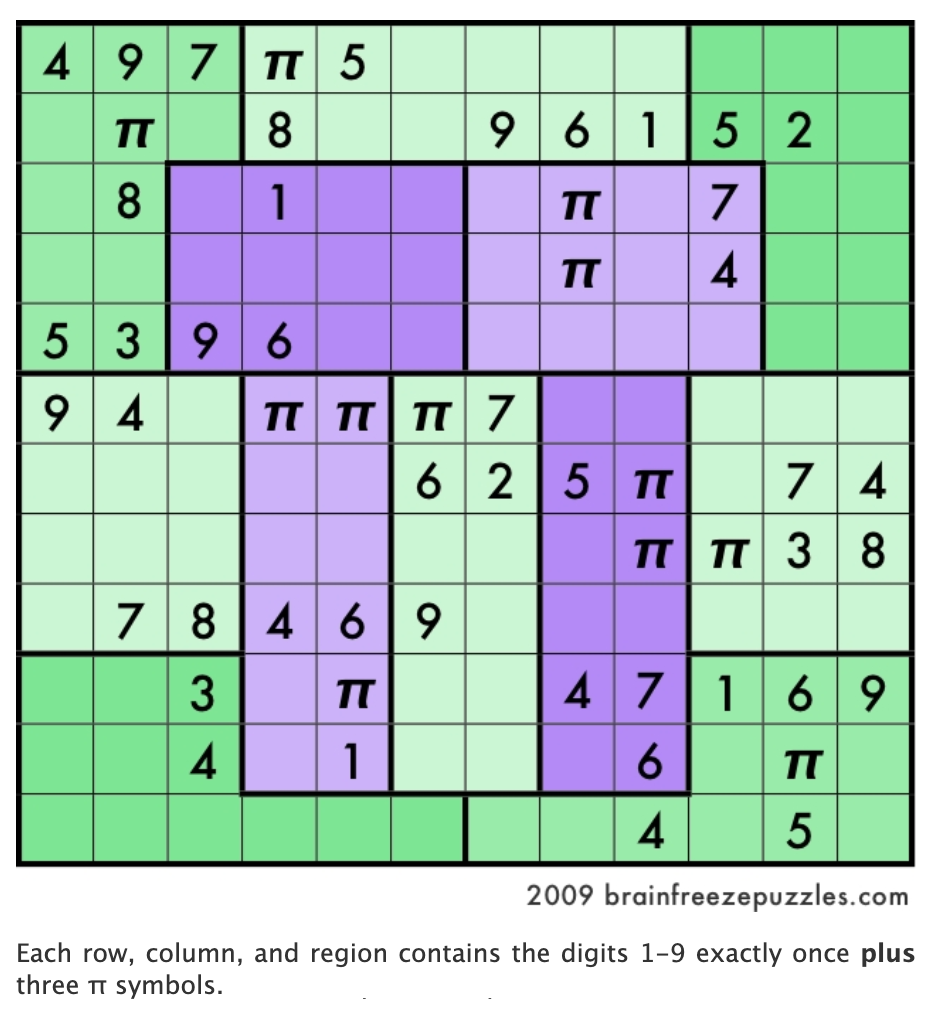 4 9 7 π 5
π 8 9 6 1 5 2
8 1 π 7
π 4
5 3 9 6
9 4 π π π 7
6 2 5 π 7 4
π π 3 8
7 8 4 6 9
3 π 4 7 1 6 9
4 1 6 π
4 5
2009 brainfreezepuzzles.com
Each row, column, and region contains the digits 1–9 exactly once plus
three π symbols.